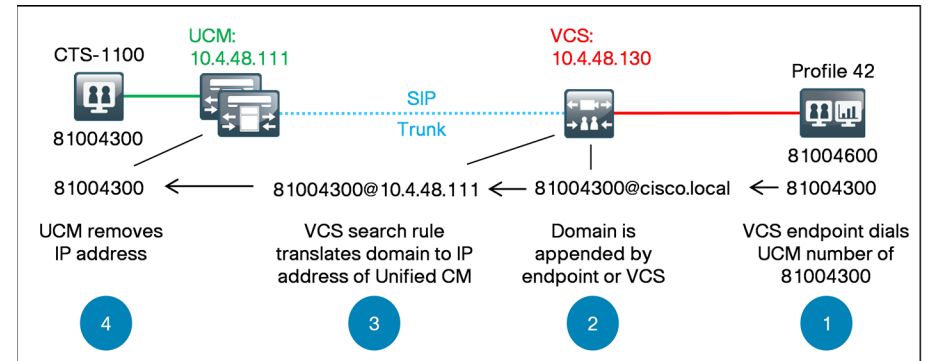 CTS-1100
UCM:
10.4.48.111
VCS:
10.4.48.130
Profile 42
SIP
Trunk
81004300
81004600
81004300
81004300@10.4.48.111
81004300@cisco.local
81004300
UCM removes
IP address
VCS search rule
translates domain to IP
address of Unified CM
Domain is
appended by
endpoint or VCS
VCS endpoint dials
UCM number of
81004300
4
3
2
1